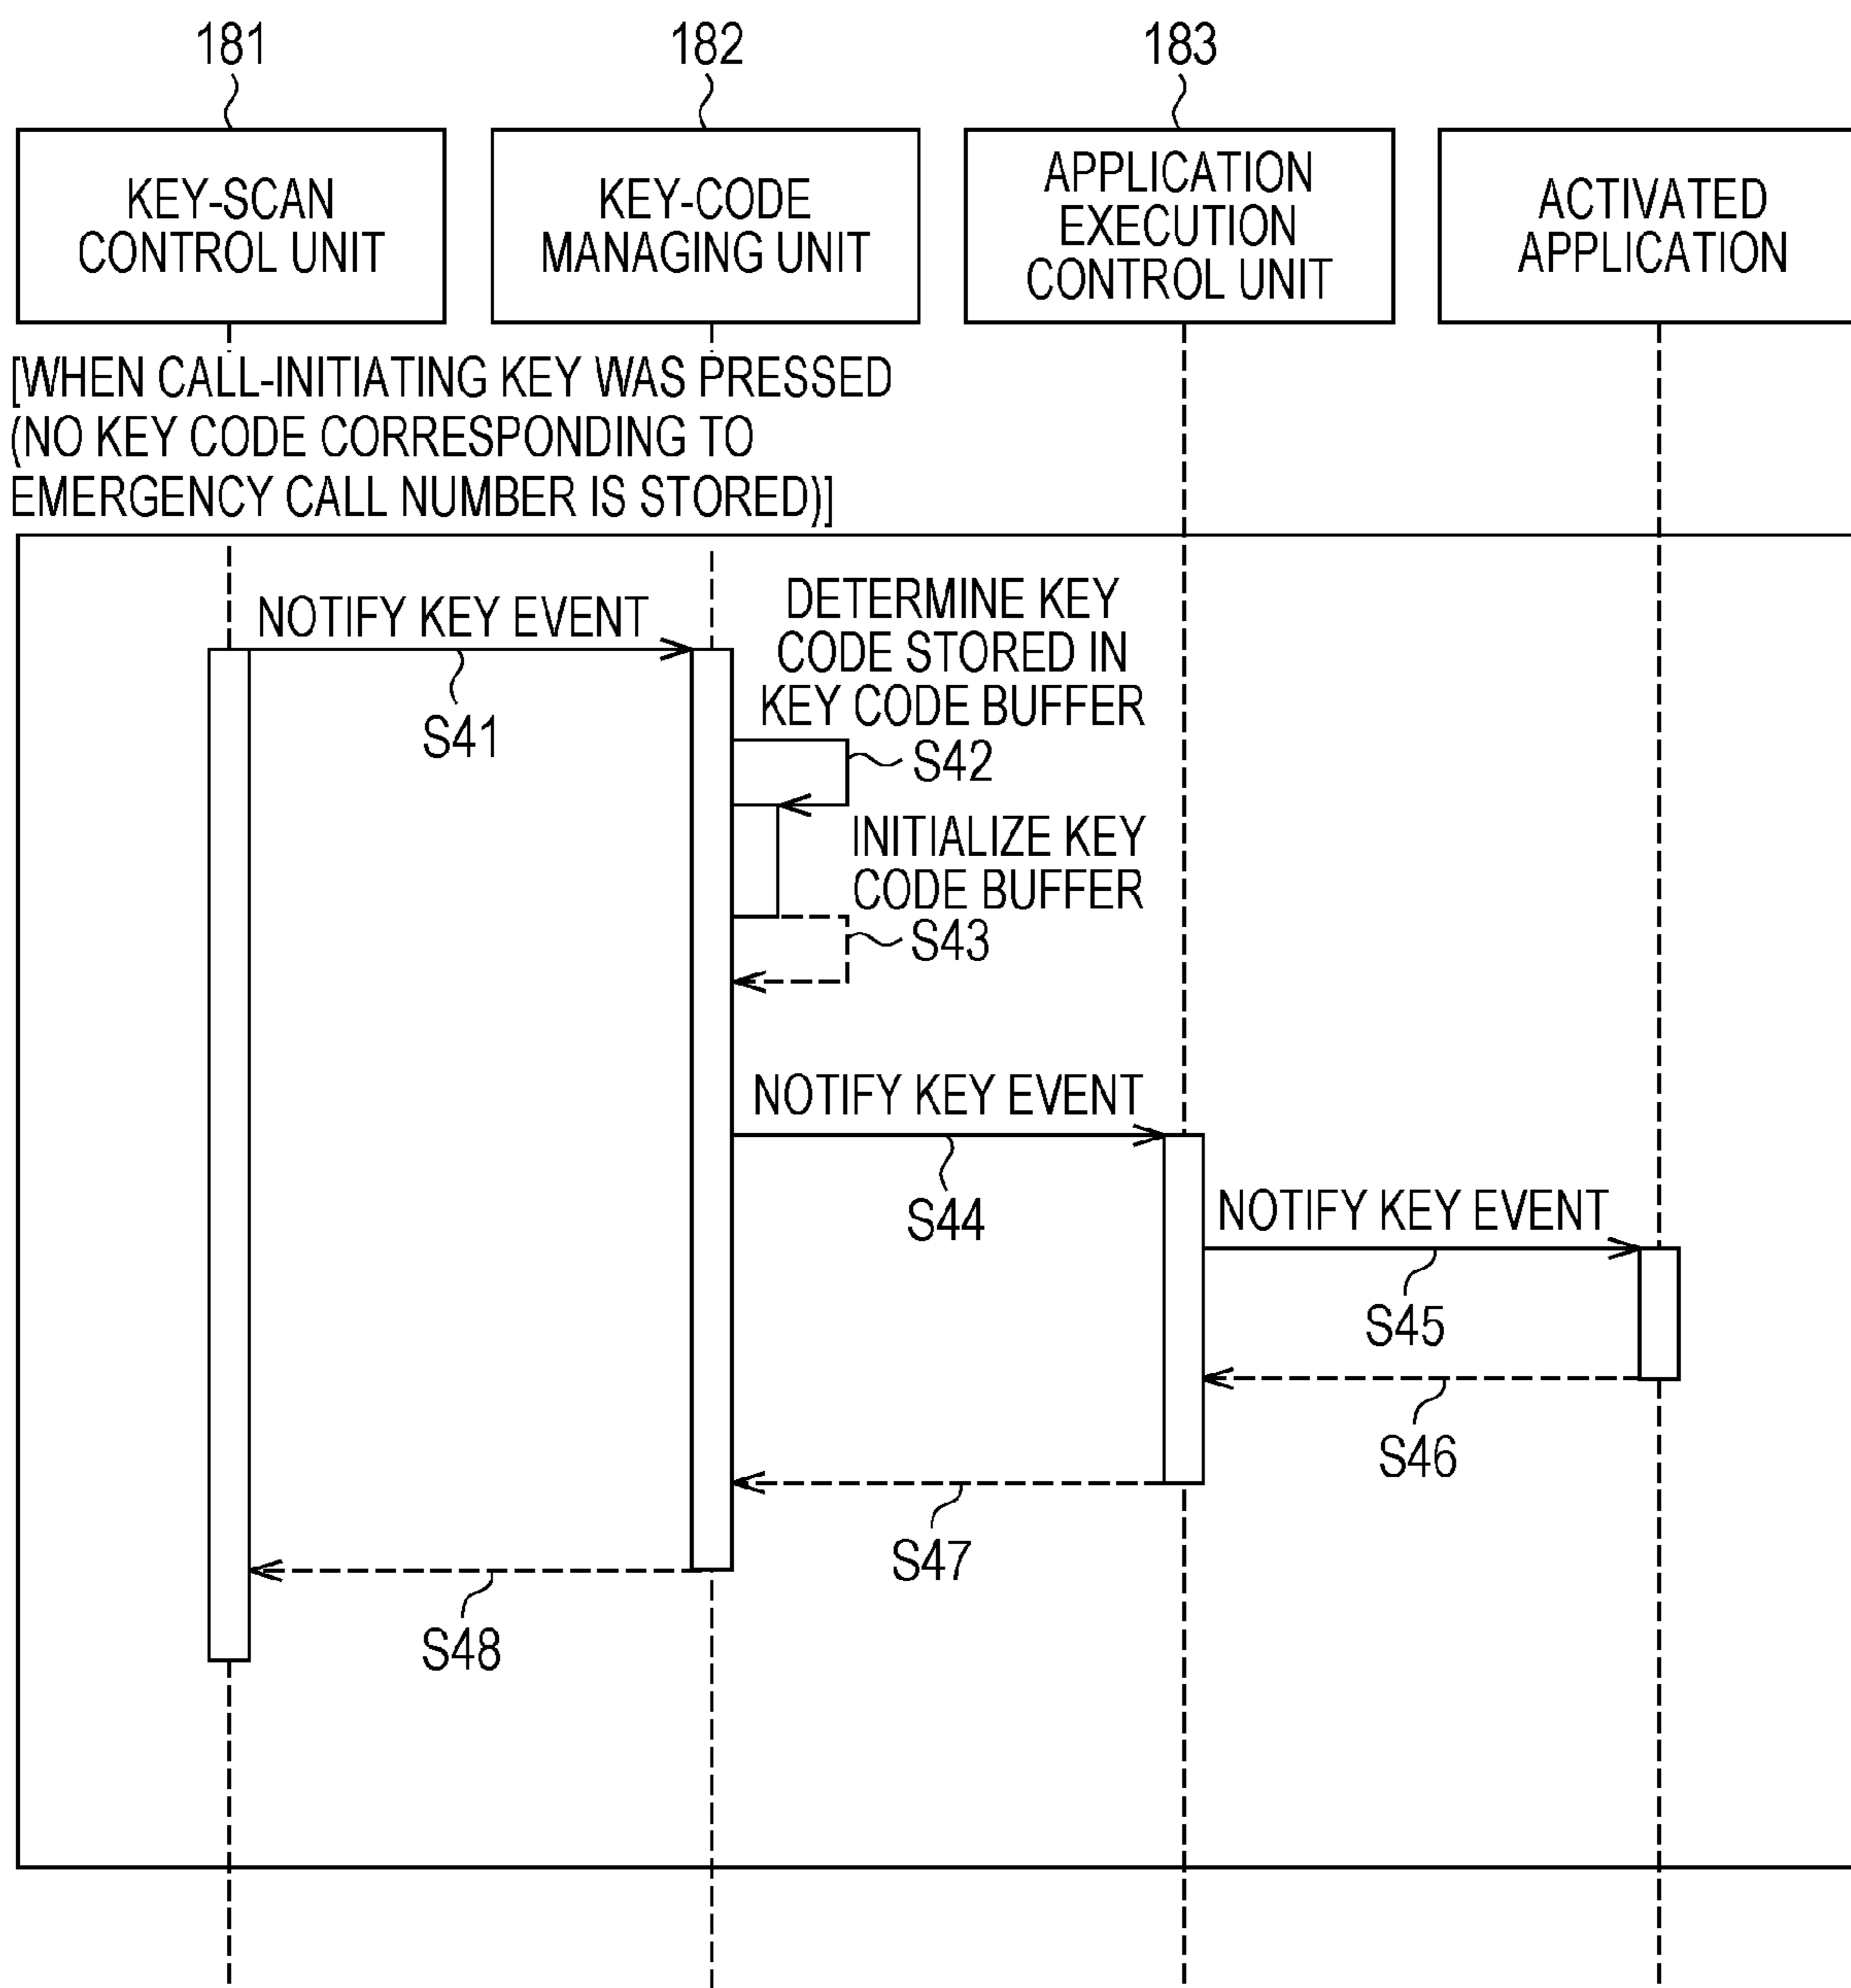 181
182
183
KEY-SCAN
CONTROL UNIT
KEY-CODE
MANAGING UNIT
APPLICATION
EXECUTION
CONTROL UNIT
ACTIVATED
APPLICATION
[WHEN CALL-INITIATING KEY WAS PRESSED
(NO KEY CODE CORRESPONDING TO
EMERGENCY CALL NUMBER IS STORED)]
NOTIFY KEY EVENT
S41
DETERMINE KEY
CODE STORED IN
KEY CODE BUFFER
S42
INITIALIZE KEY
CODE BUFFER
S43
NOTIFY KEY EVENT
S44
NOTIFY KEY EVENT
S45
S46
S47
S48